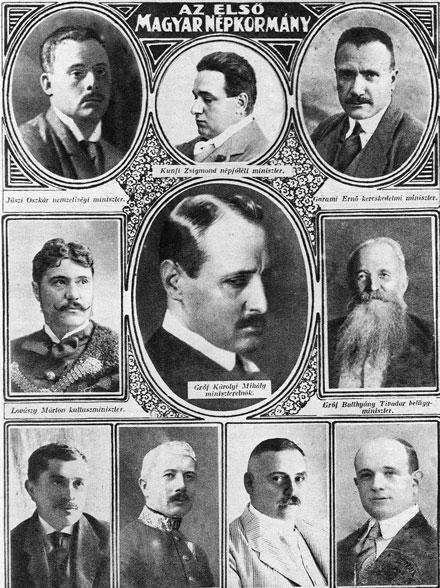 AZ ELSŐ
MAGYAR NÉPKORMÁNY
Jászi Oszkár nemzetiségi miniszter.
Kunfi Zsigmond népjóléti miniszter.
Garami Ernő kereskedelmi miniszter.
Lovászy Márton kultuszminiszter.
Gróf Károlyi Mihály
miniszterelnök.
Gróf Batthyány Tivadar belügy-
miniszter.